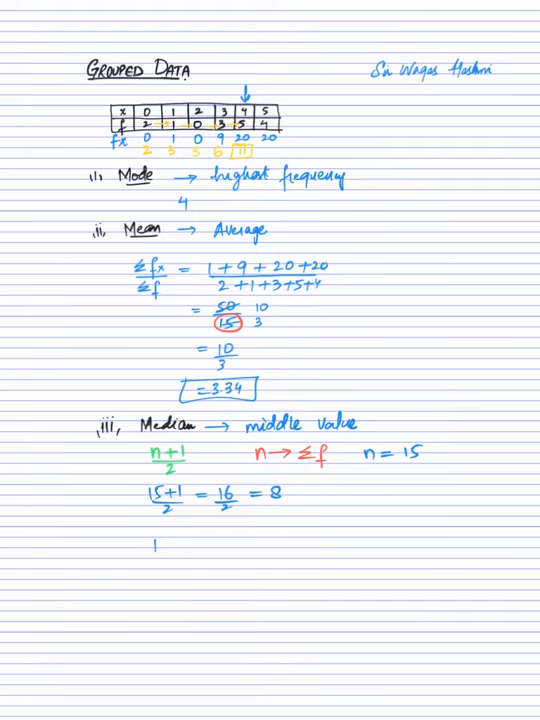 GROUPED DATA
Sir Waqas Hashmi
x 0 1 2 3 4 5
f 2 1 0 3 5 4
fx 0 1 0 9 20 20
2 3 3 6 11
(i) Mode → highest frequency
4
(ii) Mean → Average
Σfx/Σf = (1+9+20+20)/(2+1+3+5+4)
= 50/15 10/3
= 10/3
= 3.34
(iii) Median → middle value
(n+1)/2 n → Σf n = 15
(15+1)/2 = 16/2 = 8